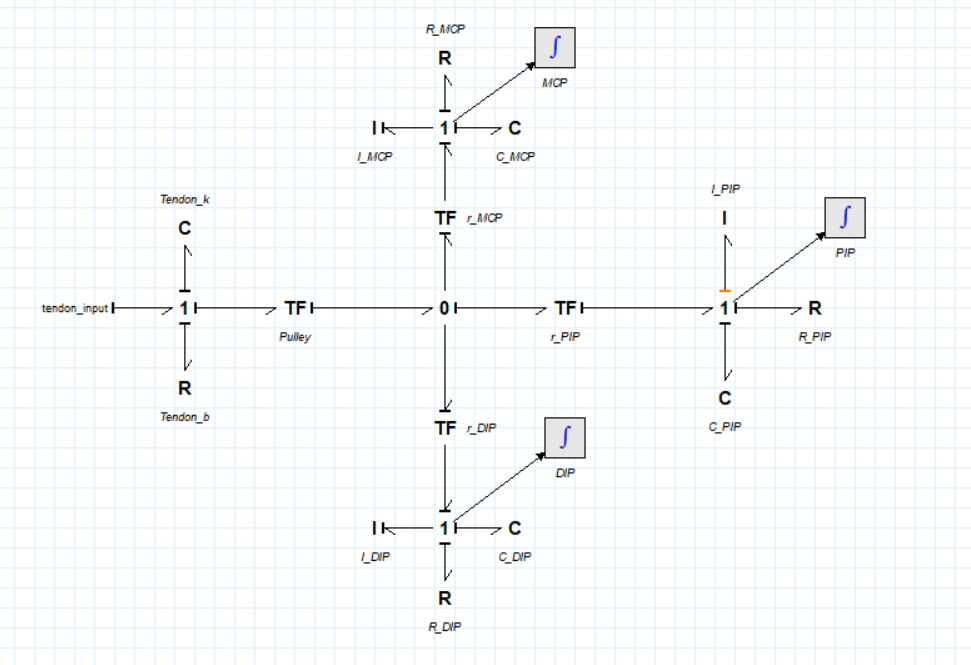 R_MCP
R
∫
MCP
I 1 C
I_MCP C_MCP
TF r_MCP
Tendon_k
C
I_PIP
I
∫
PIP
tendon_input 1 TF 0 TF 1 R
Pulley r_PIP R_PIP
R
Tendon_b
C
C_PIP
TF r_DIP
∫
DIP
I 1 C
I_DIP C_DIP
R
R_DIP